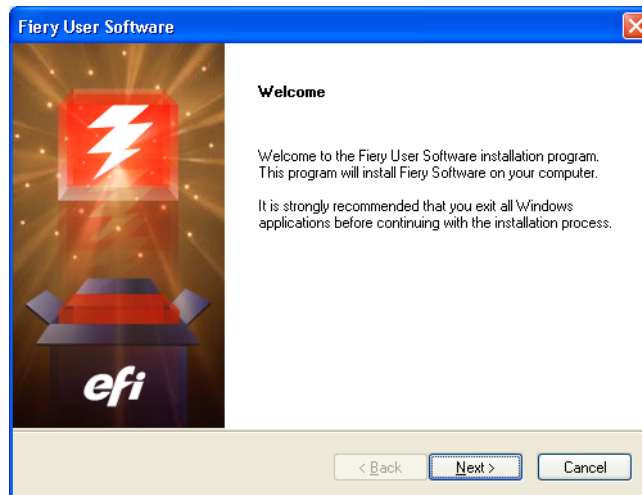 Fiery User Software
Welcome
Welcome to the Fiery User Software installation program.
This program will install Fiery Software on your computer.
It is strongly recommended that you exit all Windows
applications before continuing with the installation process.
efi
< Back
Next >
Cancel